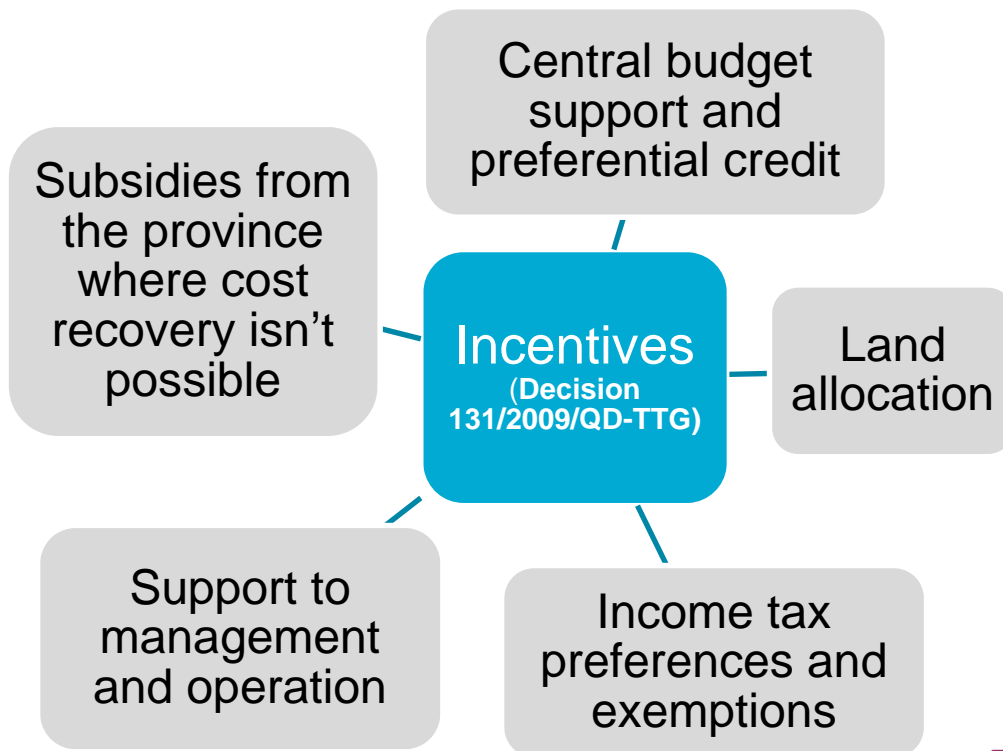 Central budget
support and
preferential credit
Subsidies from
the province
where cost
recovery isn’t
possible
Incentives
(Decision
131/2009/QD-TTG)
Land
allocation
Support to
management
and operation
Income tax
preferences and
exemptions